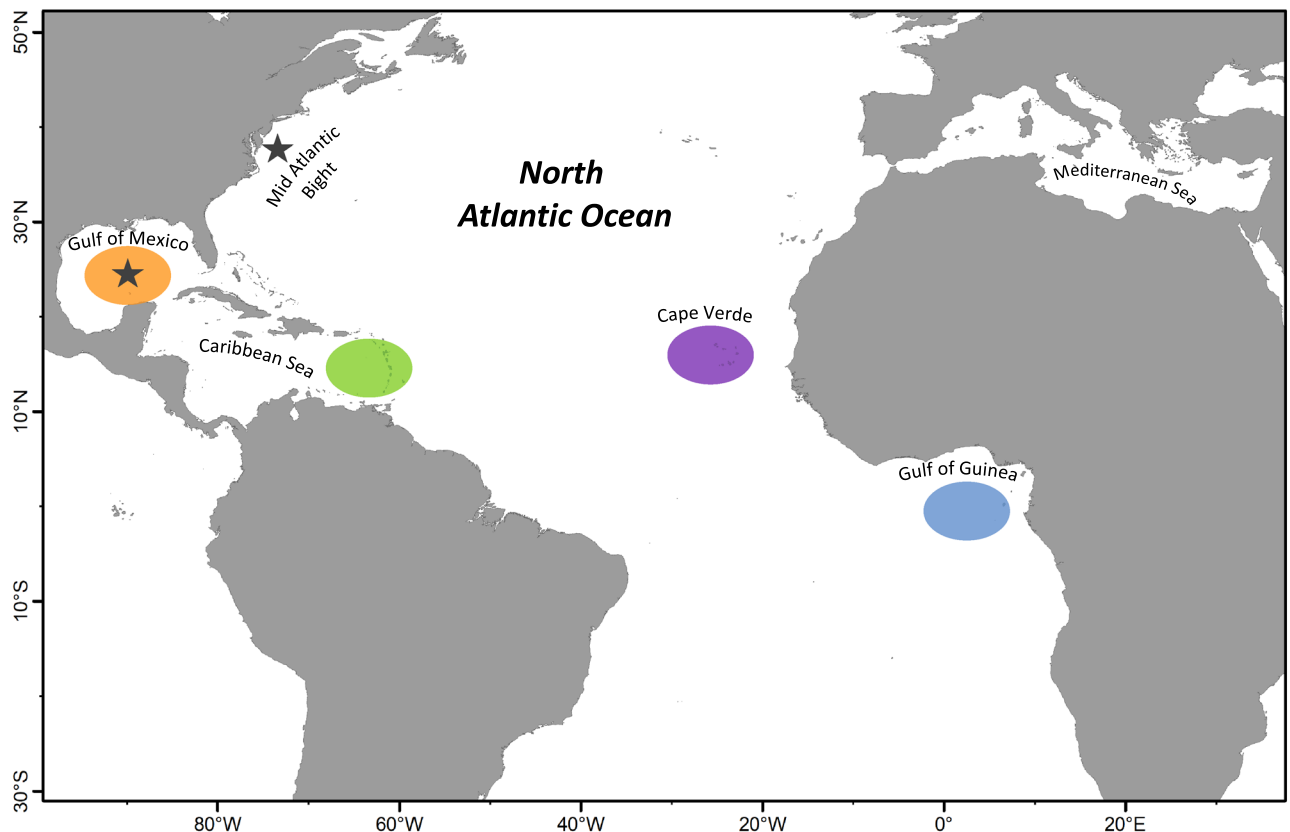 50°N
30°N
10°N
10°S
30°S
Mid Atlantic
Bight
North
Atlantic Ocean
Mediterranean Sea
Gulf of Mexico
Cape Verde
Caribbean Sea
Gulf of Guinea
80°W
60°W
40°W
20°W
0°
20°E